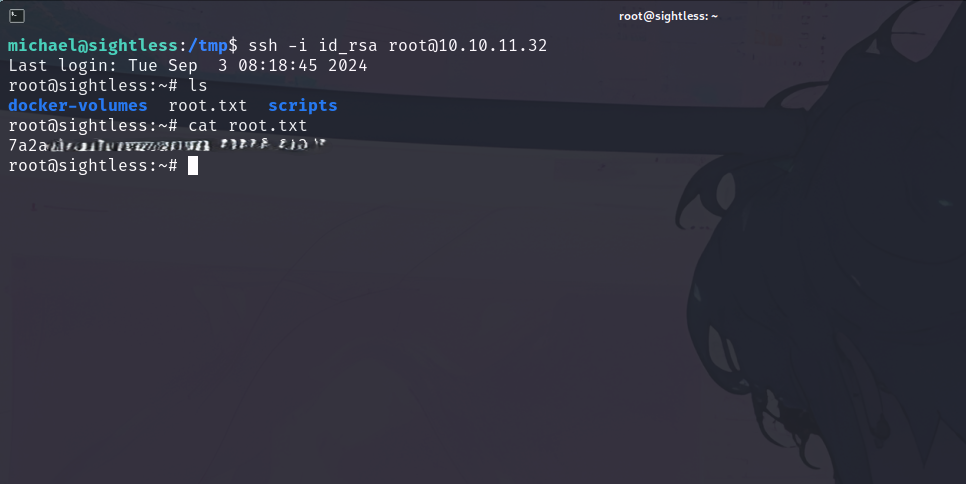 root@sightless: ~
michael@sightless:/tmp$ ssh -i id_rsa root@10.10.11.32
Last login: Tue Sep  3 08:18:45 2024
root@sightless:~# ls
docker-volumes  root.txt  scripts
root@sightless:~# cat root.txt
7a2a
root@sightless:~#